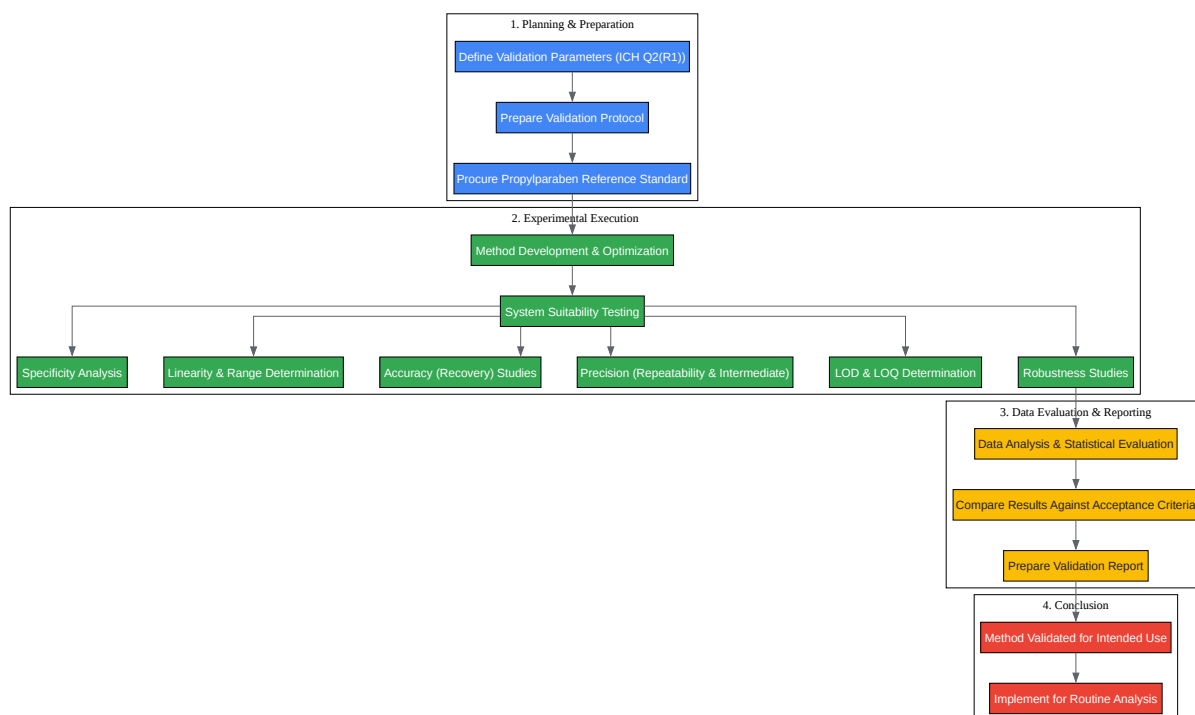 1. Planning & Preparation
Define Validation Parameters (ICH Q2(R1))
Prepare Validation Protocol
Procure Propylparaben Reference Standard
2. Experimental Execution
Method Development & Optimization
System Suitability Testing
Specificity Analysis
Linearity & Range Determination
Accuracy (Recovery) Studies
Precision (Repeatability & Intermediate)
LOD & LOQ Determination
Robustness Studies
3. Data Evaluation & Reporting
Data Analysis & Statistical Evaluation
Compare Results Against Acceptance Criteria
Prepare Validation Report
4. Conclusion
Method Validated for Intended Use
Implement for Routine Analysis